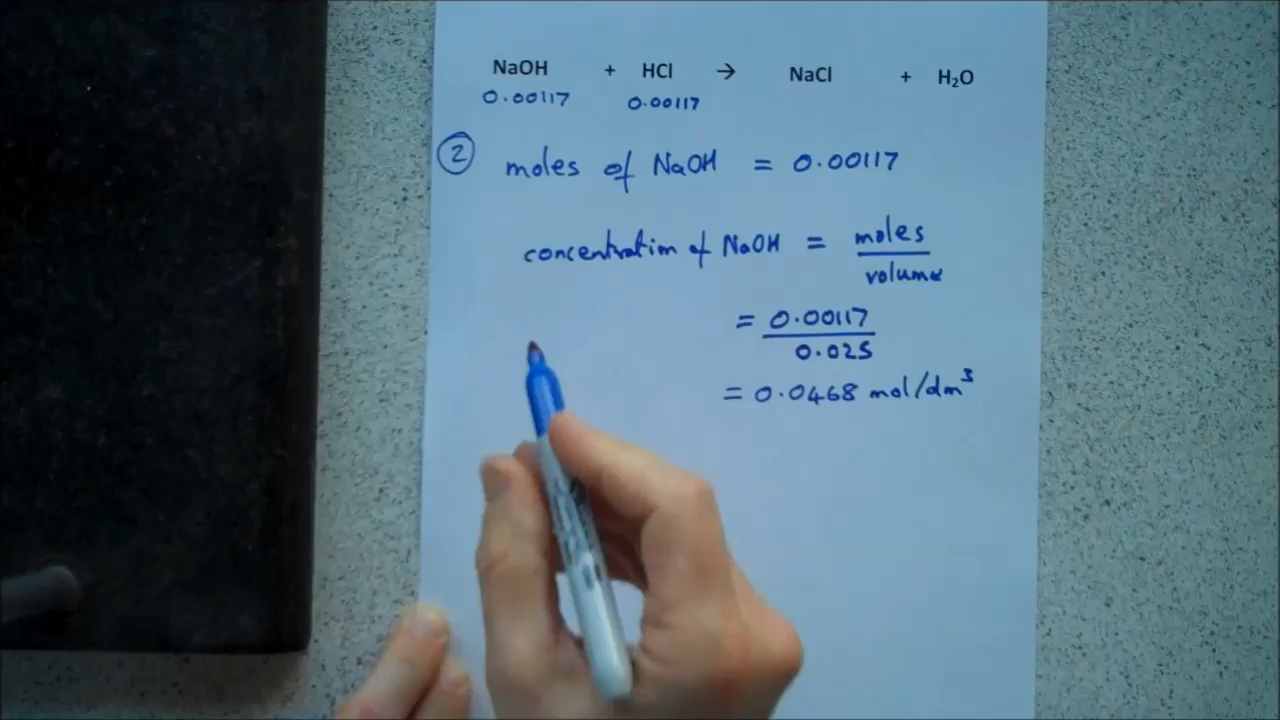 NaOH + HCl → NaCl + H₂O
0.00117 0.00117
2 moles of NaOH = 0.00117
concentration of NaOH = moles
volume
= 0.00117
0.025
= 0.0468 mol/dm³